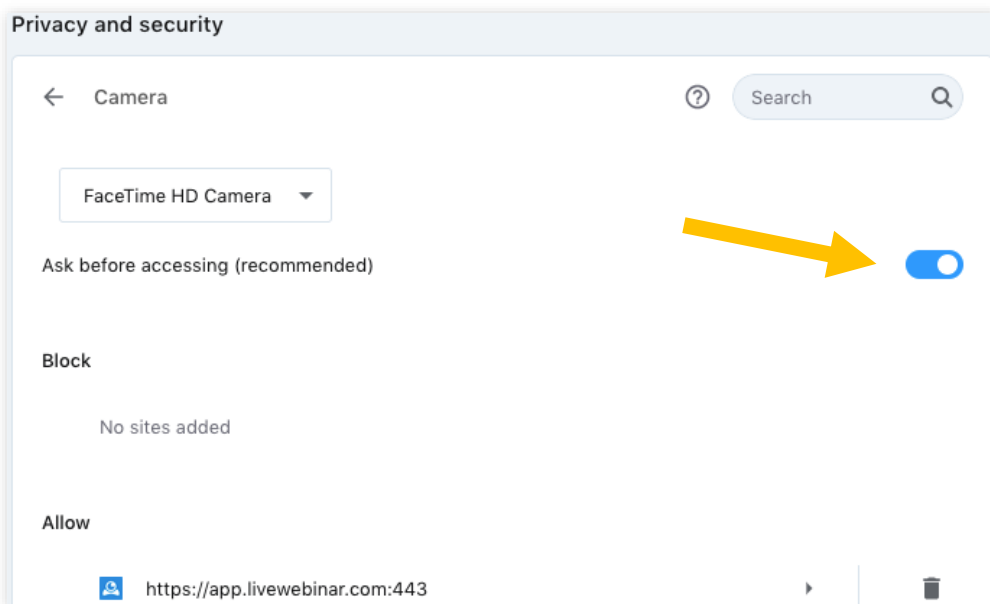 Privacy and security
Camera
Search
FaceTime HD Camera
Ask before accessing (recommended)
Block
No sites added
Allow
https://app.livewebinar.com:443